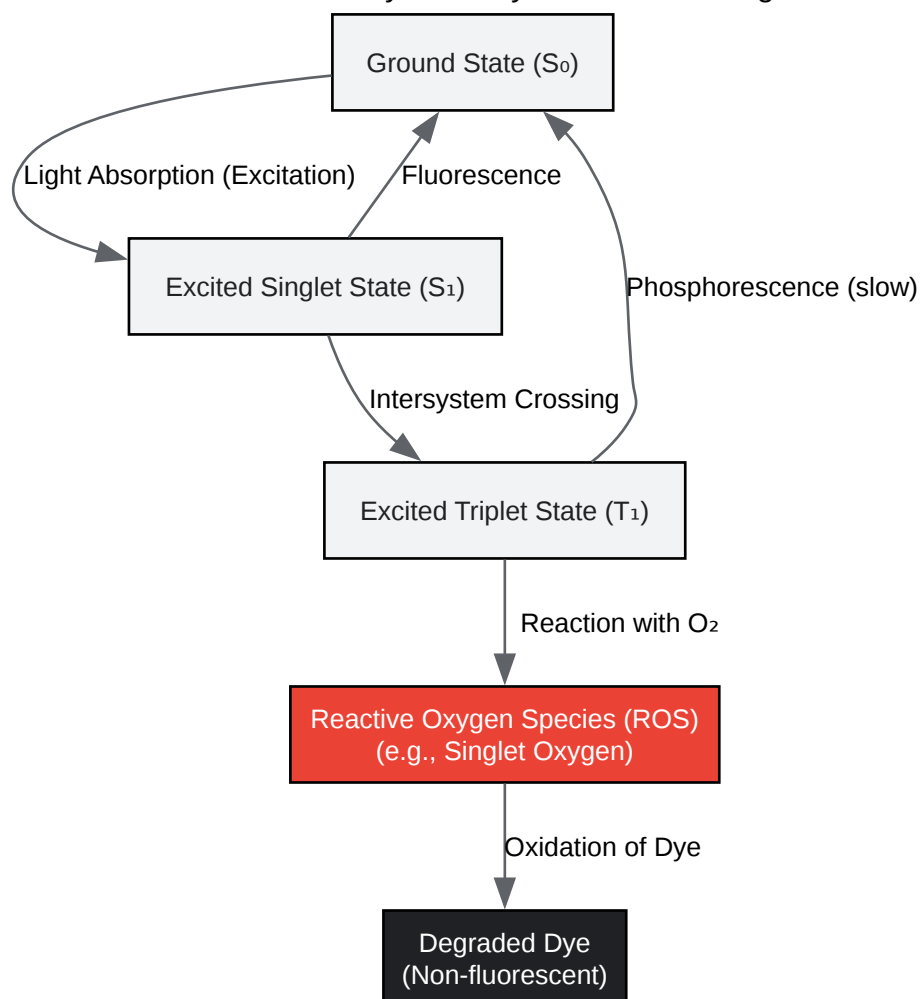 Ground State (S₀)
Light Absorption (Excitation)
Fluorescence
Excited Singlet State (S₁)
Phosphorescence (slow)
Intersystem Crossing
Excited Triplet State (T₁)
Reaction with O₂
Reactive Oxygen Species (ROS)
(e.g., Singlet Oxygen)
Oxidation of Dye
Degraded Dye
(Non-fluorescent)